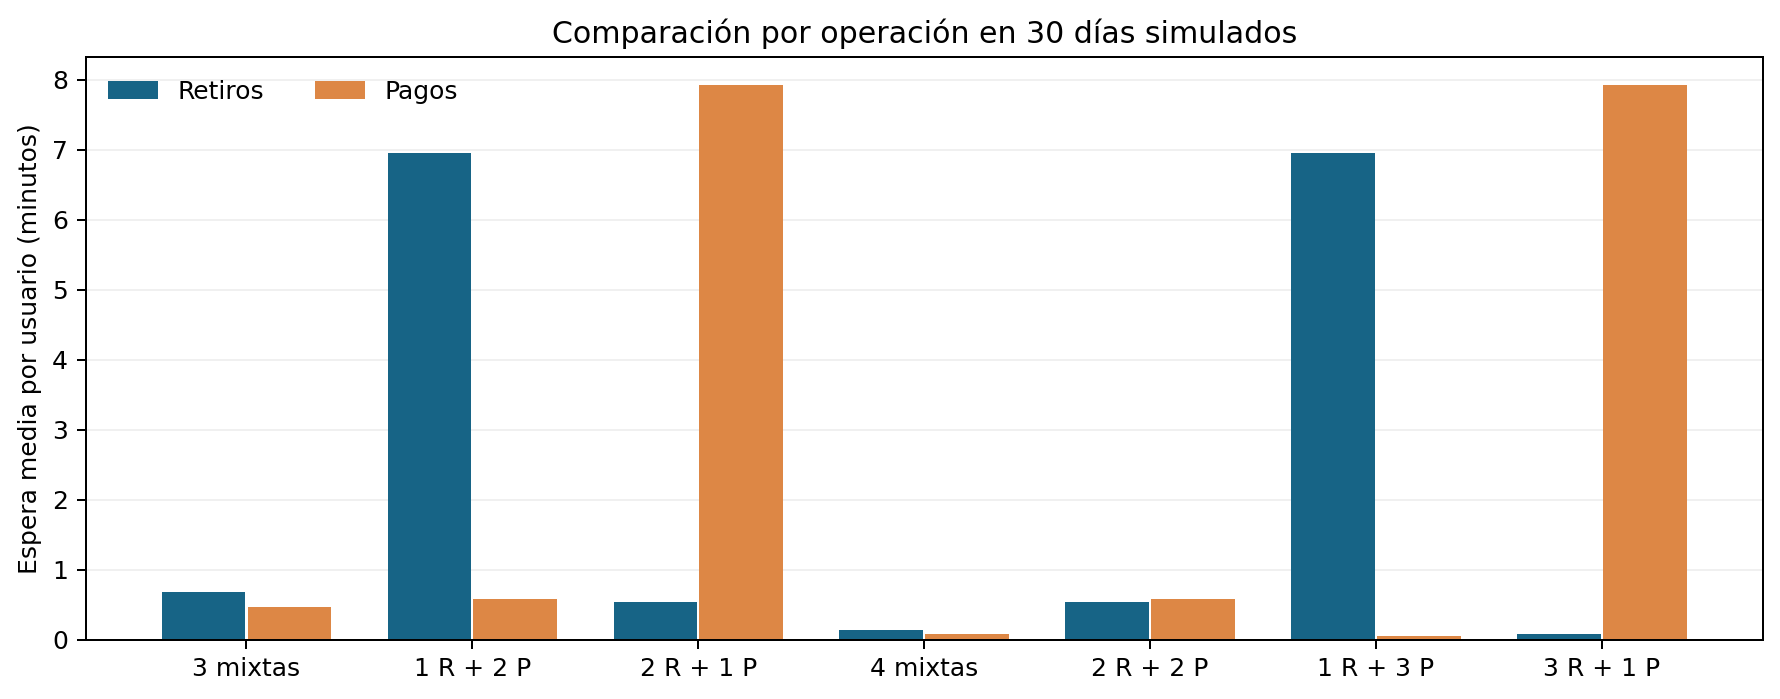 Comparación por operación en 30 días simulados
Retiros
Pagos
Espera media por usuario (minutos)
8
7
6
5
4
3
2
1
0
3 mixtas
1 R + 2 P
2 R + 1 P
4 mixtas
2 R + 2 P
1 R + 3 P
3 R + 1 P